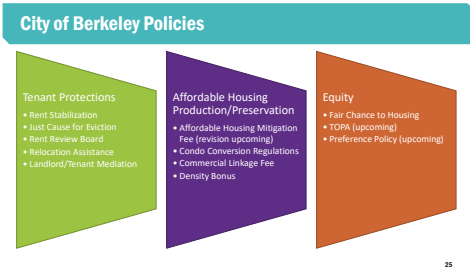 City of Berkeley Policies
Tenant Protections
• Rent Stabilization
• Just Cause for Eviction
• Rent Review Board
• Relocation Assistance
• Landlord/Tenant Mediation
Affordable Housing
Production/Preservation
• Affordable Housing Mitigation
Fee (revision upcoming)
• Condo Conversion Regulations
• Commercial Linkage Fee
• Density Bonus
Equity
• Fair Chance to Housing
• TOPA (upcoming)
• Preference Policy (upcoming)
25